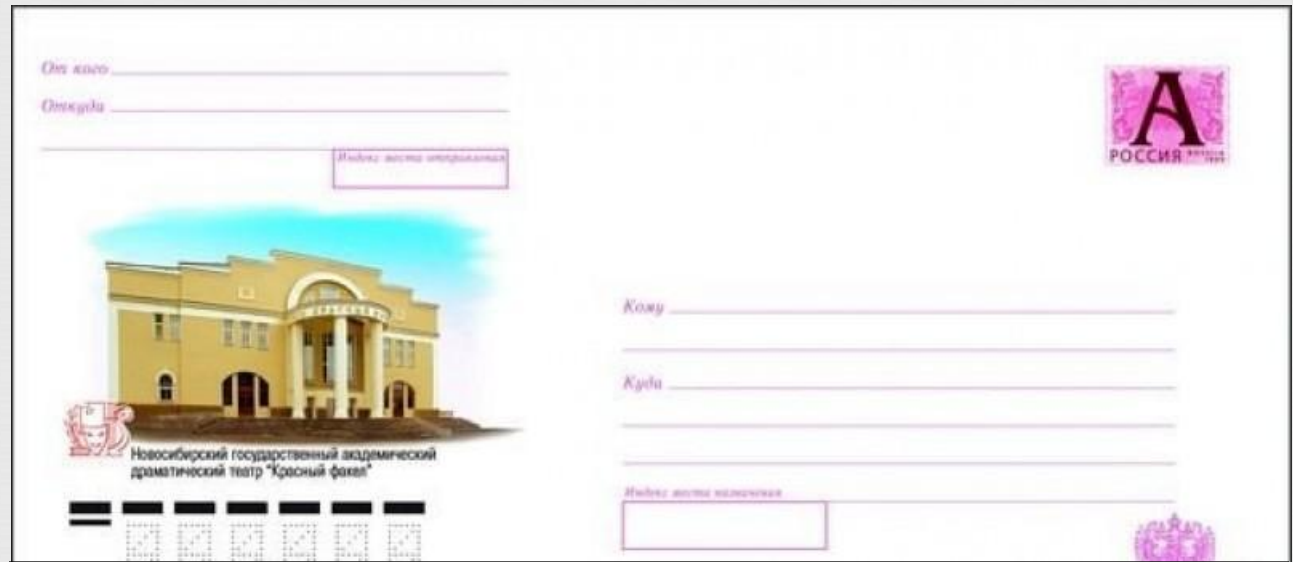 От кого
Откуда
Индекс места отправления
А
РОССИЯ
Новосибирский государственный академический
драматический театр "Красный факел"
Кому
Куда
Индекс места назначения